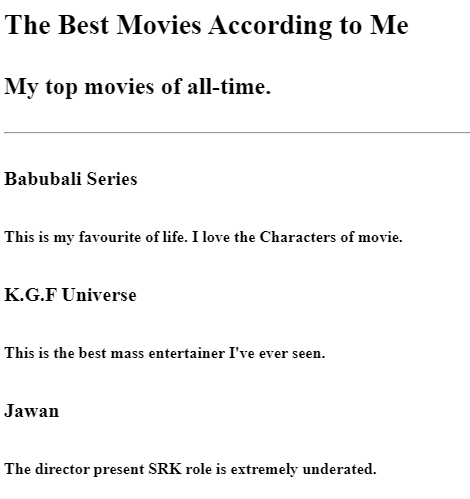 The Best Movies According to Me
My top movies of all-time.
Babubali Series
This is my favourite of life. I love the Characters of movie.
K.G.F Universe
This is the best mass entertainer I've ever seen.
Jawan
The director present SRK role is extremely underated.